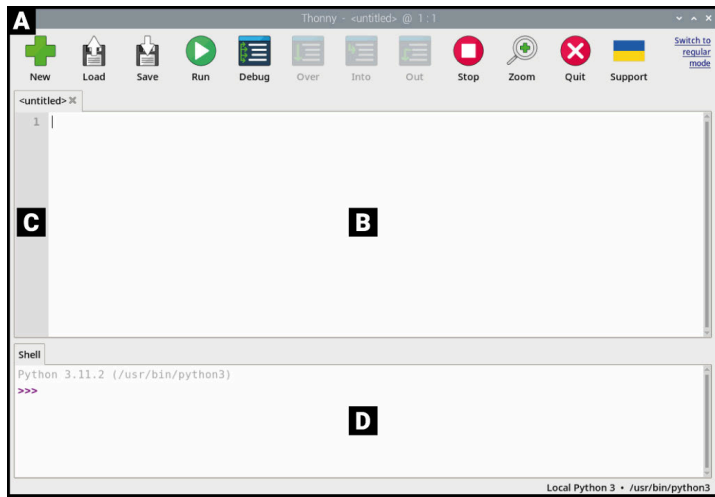 A
Thonny - <untitled> @ 1 : 1
New Load Save Run Debug Over Into Out Stop Zoom Quit Support
Switch to
regular
mode
<untitled>
1
C
B
Shell
Python 3.11.2 (/usr/bin/python3)
>>>
D
Local Python 3 • /usr/bin/python3